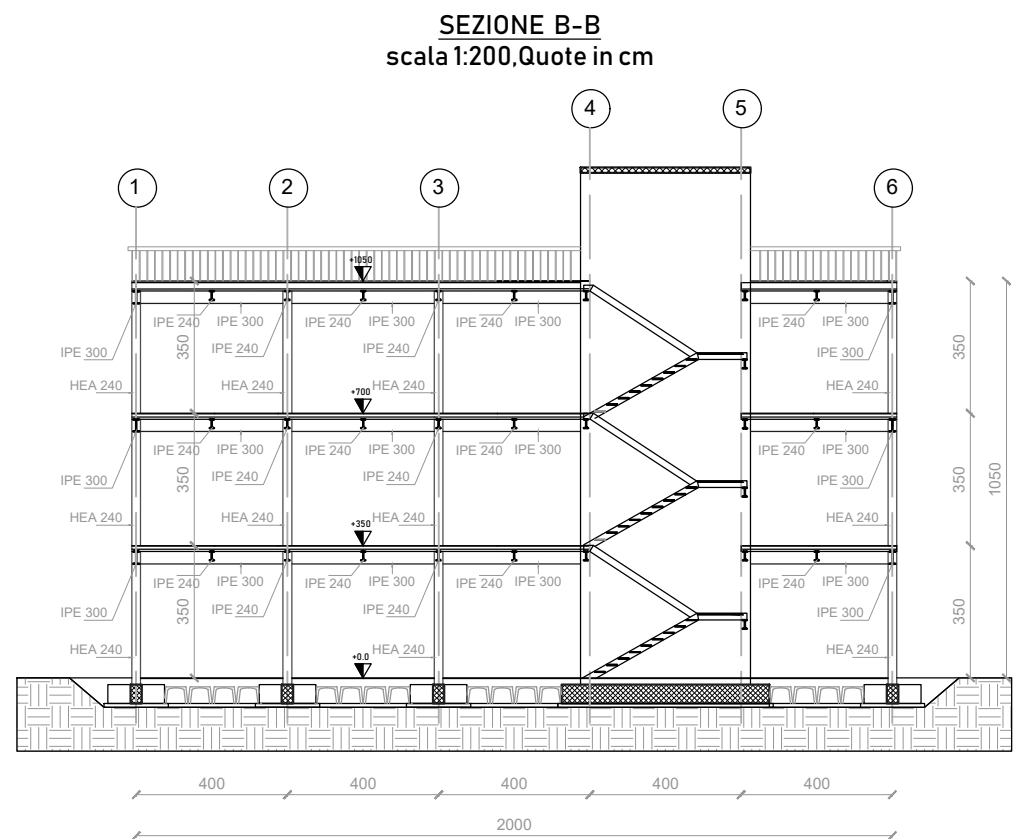 SEZIONE B-B
scala 1:200,Quote in cm
4 5
1 2 3 6
+1050
IPE 240 IPE 300 IPE 240 IPE 300 IPE 240 IPE 300 IPE 240 IPE 300
IPE 300 350 IPE 240 IPE 240 IPE 300 350
HEA 240 HEA 240 HEA 240 HEA 240
+700
IPE 240 IPE 300 IPE 240 IPE 300 IPE 240 IPE 300 IPE 240 IPE 300
IPE 300 350 IPE 240 IPE 240 IPE 300 350 1050
HEA 240 HEA 240 HEA 240 HEA 240
+350
IPE 240 IPE 300 IPE 240 IPE 300 IPE 240 IPE 300 IPE 240 IPE 300
IPE 300 350 IPE 240 IPE 240 IPE 300 350
HEA 240 HEA 240 HEA 240
+0.0
400 400 400 400 400
2000